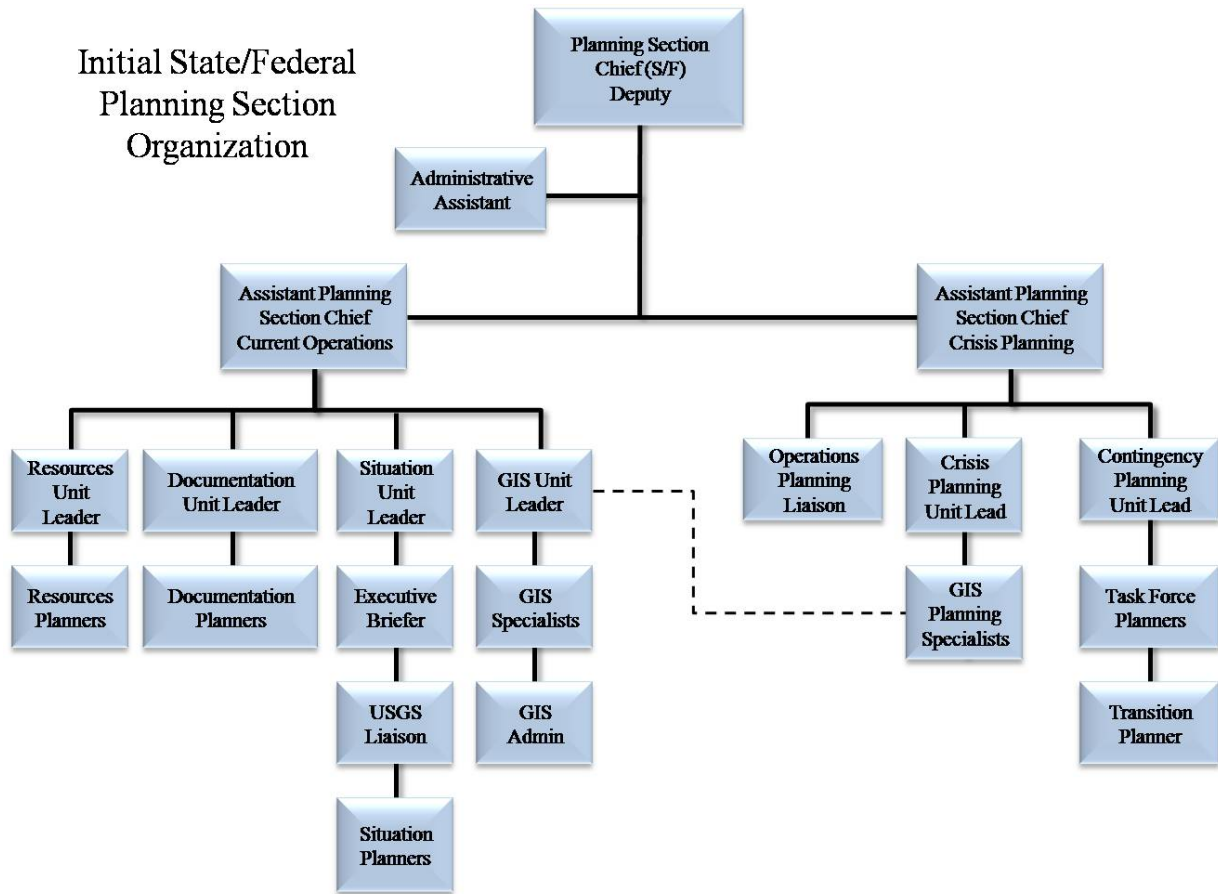 Initial State/Federal
Planning Section
Organization
Planning Section
Chief (S/F)
Deputy
Administrative
Assistant
Assistant Planning
Section Chief
Current Operations
Assistant Planning
Section Chief
Crisis Planning
Resources
Unit
Leader
Documentation
Unit Leader
Situation
Unit
Leader
GIS Unit
Leader
Operations
Planning
Liaison
Crisis
Planning
Unit Lead
Contingency
Planning
Unit Lead
Resources
Planners
Documentation
Planners
Executive
Briefer
GIS
Specialists
GIS
Planning
Specialists
Task Force
Planners
USGS
Liaison
GIS
Admin
Transition
Planner
Situation
Planners